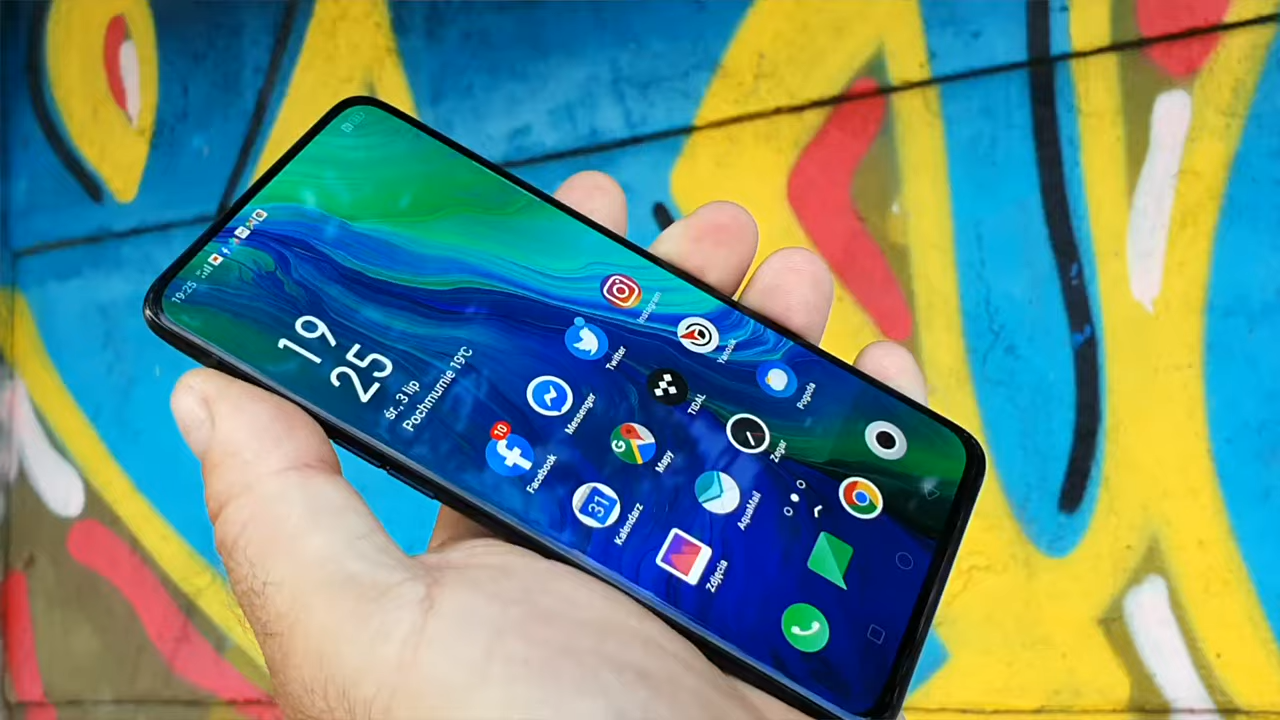 19:25
19
25
śr., 3 lip
Pochmurnie 19°C
Facebook
10
Messenger
Twitter
Instagram
Kalendarz
31
Mapy
G
TIDAL
Yanosik
Zdjęcia
AquaMail
Zegar
Pogoda